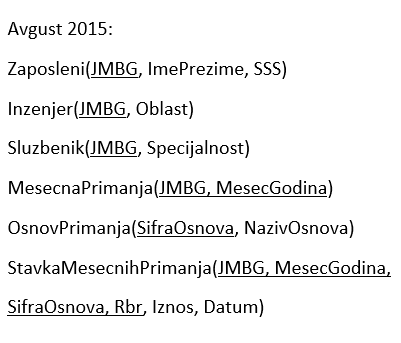 Avgust 2015:
Zaposleni(JMBG, ImePrezime, SSS)
Inzenjer(JMBG, Oblast)
Sluzbenik(JMBG, Specijalnost)
MesecnaPrimanja(JMBG, MesecGodina)
OsnovPrimanja(SifraOsnova, NazivOsnova)
StavkaMesecnihPrimanja(JMBG, MesecGodina,
SifraOsnova, Rbr, Iznos, Datum)